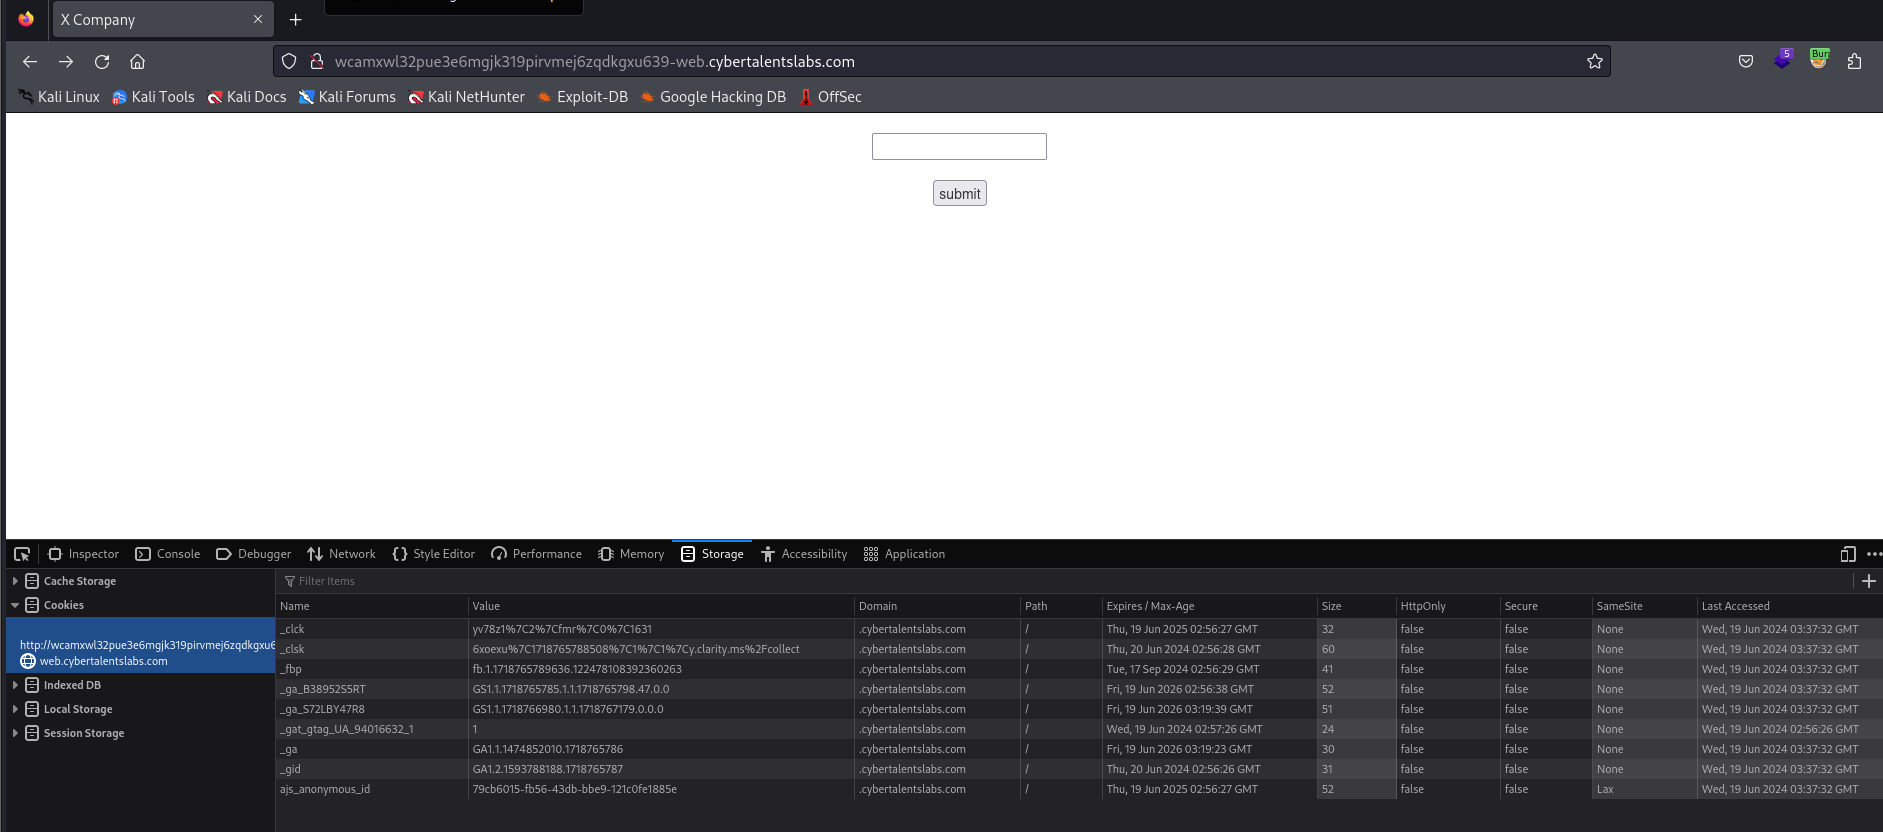 X Company
wcamxwl32pue3e6mgjk319pirvmej6zqdkgxu639-web.cybertalentslabs.com
5
Burp
Kali Linux Kali Tools Kali Docs Kali Forums Kali NetHunter Exploit-DB Google Hacking DB OffSec
submit
Inspector Console Debugger Network Style Editor Performance Memory Storage Accessibility Application
Cache Storage
Cookies
http://wcamxwl32pue3e6mgjk319pirvmej6zqdkgxu6
web.cybertalentslabs.com
Indexed DB
Local Storage
Session Storage
Filter Items
Name Value Domain Path Expires / Max-Age Size HttpOnly Secure SameSite Last Accessed
_clck yv78z1%7C2%7Cfmr%7C0%7C1631 .cybertalentslabs.com / Thu, 19 Jun 2025 02:56:27 GMT 32 false false None Wed, 19 Jun 2024 03:37:32 GMT
_clsk 6xoexu%7C1718765788508%7C1%7C1%7Cy.clarity.ms%2Fcollect .cybertalentslabs.com / Thu, 20 Jun 2024 02:56:28 GMT 60 false false None Wed, 19 Jun 2024 03:37:32 GMT
_fbp fb.1.1718765789636.122478108392360263 .cybertalentslabs.com / Tue, 17 Sep 2024 02:56:29 GMT 41 false false None Wed, 19 Jun 2024 03:37:32 GMT
_ga_B38952S5RT GS1.1.1718765785.1.1.1718765798.47.0.0 .cybertalentslabs.com / Fri, 19 Jun 2026 02:56:38 GMT 52 false false None Wed, 19 Jun 2024 03:37:32 GMT
_ga_S72LBY47R8 GS1.1.1718766980.1.1.1718767179.0.0.0 .cybertalentslabs.com / Fri, 19 Jun 2026 03:19:39 GMT 51 false false None Wed, 19 Jun 2024 03:37:32 GMT
_gat_gtag_UA_94016632_1 1 .cybertalentslabs.com / Wed, 19 Jun 2024 02:57:26 GMT 24 false false None Wed, 19 Jun 2024 02:56:26 GMT
_ga GA1.1.1474852010.1718765786 .cybertalentslabs.com / Fri, 19 Jun 2026 03:19:23 GMT 30 false false None Wed, 19 Jun 2024 03:37:32 GMT
_gid GA1.2.1593788188.1718765787 .cybertalentslabs.com / Thu, 20 Jun 2024 02:56:26 GMT 31 false false None Wed, 19 Jun 2024 03:37:32 GMT
ajs_anonymous_id 79cb6015-fb56-43db-bbe9-121c0fe1885e .cybertalentslabs.com / Thu, 19 Jun 2025 02:56:27 GMT 52 false false Lax Wed, 19 Jun 2024 03:37:32 GMT